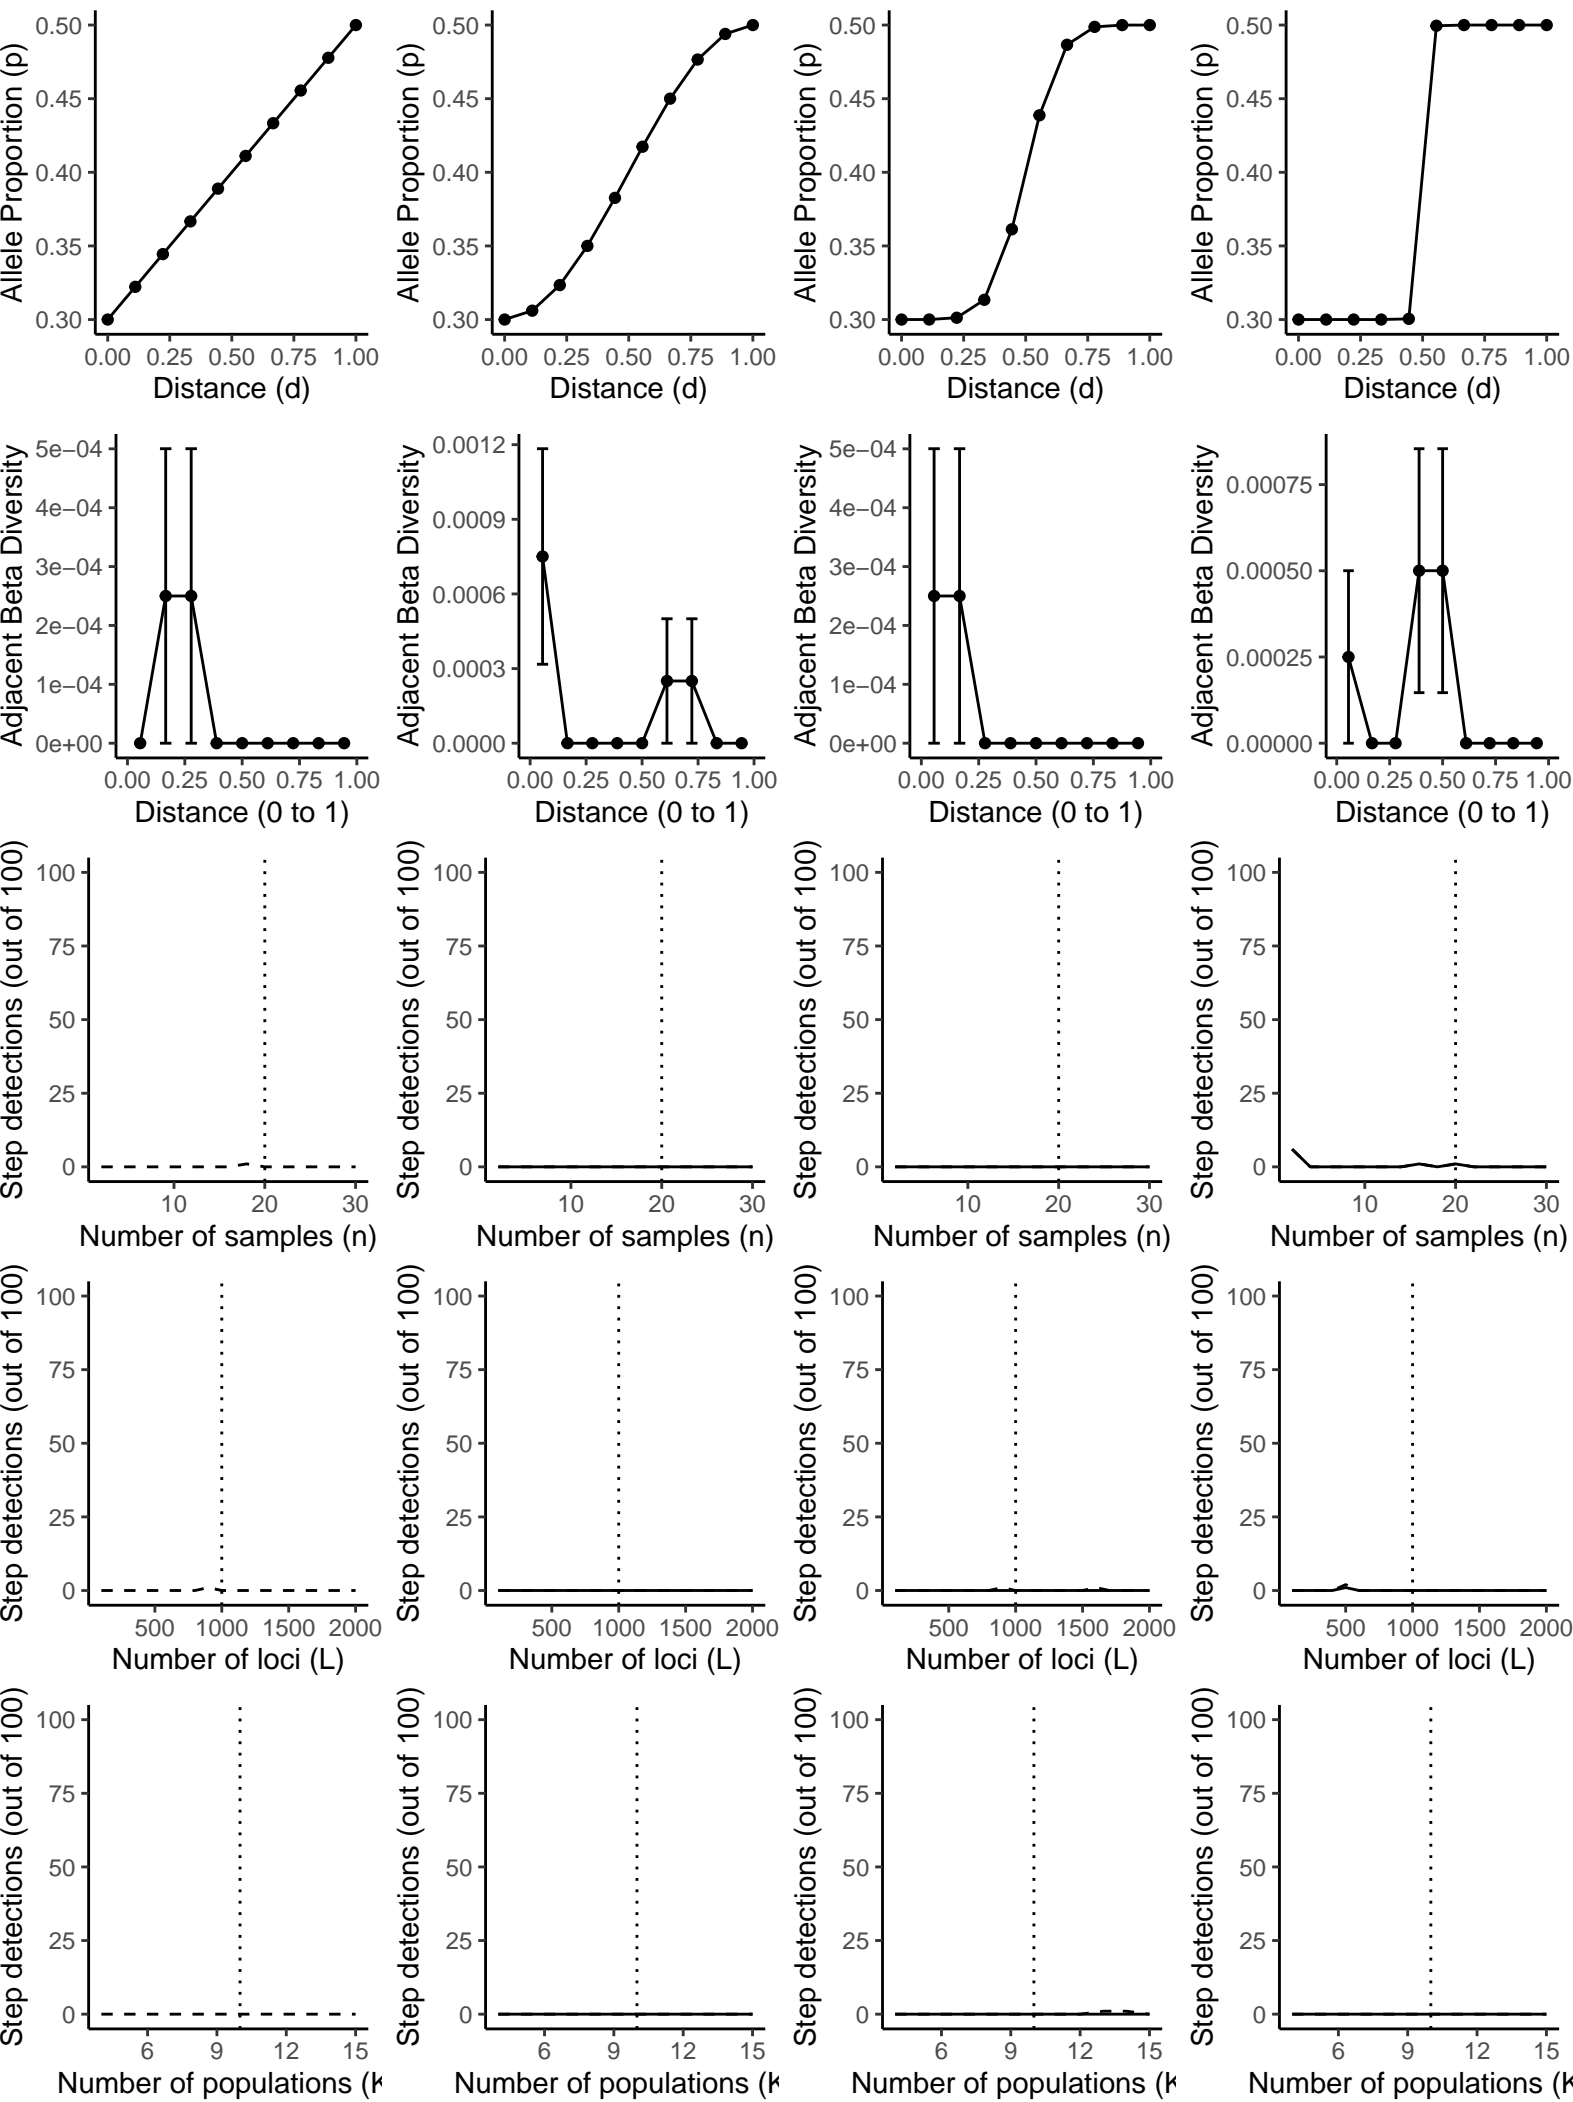 Allele Proportion (p)
0.50
0.45
0.40
0.35
0.30
0.00 0.25 0.50 0.75 1.00
Distance (d)
Allele Proportion (p)
0.50
0.45
0.40
0.35
0.30
0.00 0.25 0.50 0.75 1.00
Distance (d)
Allele Proportion (p)
0.50
0.45
0.40
0.35
0.30
0.00 0.25 0.50 0.75 1.00
Distance (d)
Allele Proportion (p)
0.50
0.45
0.40
0.35
0.30
0.00 0.25 0.50 0.75 1.00
Distance (d)
Adjacent Beta Diversity
5e−04
4e−04
3e−04
2e−04
1e−04
0e+00
0.00 0.25 0.50 0.75 1.00
Distance (0 to 1)
Adjacent Beta Diversity
0.0012
0.0009
0.0006
0.0003
0.0000
0.00 0.25 0.50 0.75 1.00
Distance (0 to 1)
Adjacent Beta Diversity
5e−04
4e−04
3e−04
2e−04
1e−04
0e+00
0.00 0.25 0.50 0.75 1.00
Distance (0 to 1)
Adjacent Beta Diversity
0.00075
0.00050
0.00025
0.00000
0.00 0.25 0.50 0.75 1.00
Distance (0 to 1)
Step detections (out of 100)
100
75
50
25
0
10 20 30
Number of samples (n)
Step detections (out of 100)
100
75
50
25
0
10 20 30
Number of samples (n)
Step detections (out of 100)
100
75
50
25
0
10 20 30
Number of samples (n)
Step detections (out of 100)
100
75
50
25
0
10 20 30
Number of samples (n)
Step detections (out of 100)
100
75
50
25
0
500 1000 1500 2000
Number of loci (L)
Step detections (out of 100)
100
75
50
25
0
500 1000 1500 2000
Number of loci (L)
Step detections (out of 100)
100
75
50
25
0
500 1000 1500 2000
Number of loci (L)
Step detections (out of 100)
100
75
50
25
0
500 1000 1500 2000
Number of loci (L)
Step detections (out of 100)
100
75
50
25
0
6 9 12 15
Number of populations (K
Step detections (out of 100)
100
75
50
25
0
6 9 12 15
Number of populations (K
Step detections (out of 100)
100
75
50
25
0
6 9 12 15
Number of populations (K
Step detections (out of 100)
100
75
50
25
0
6 9 12 15
Number of populations (K